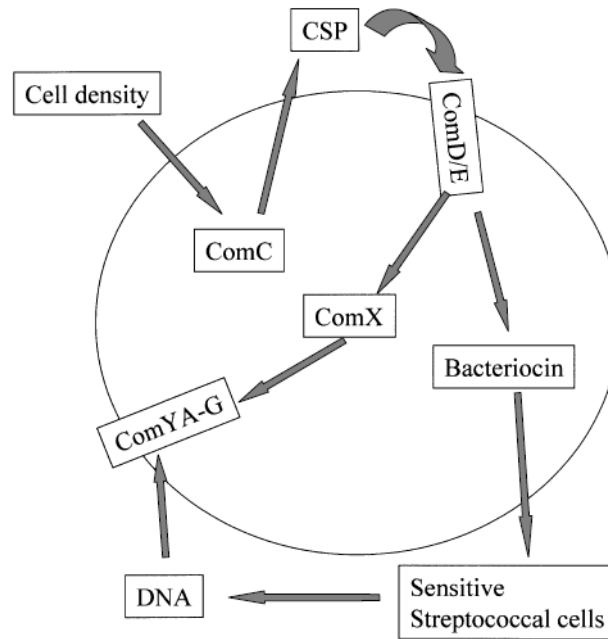 CSP
Cell density
ComD/E
ComC
ComX
Bacteriocin
ComYA-G
DNA
Sensitive
Streptococcal cells